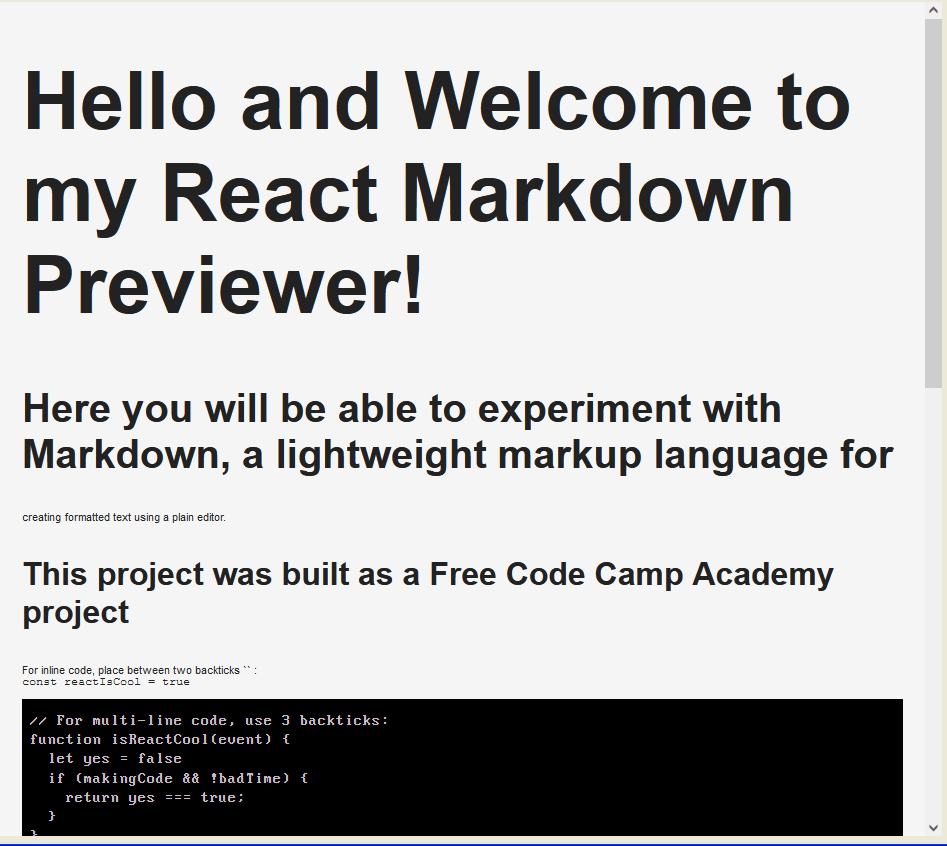 Hello and Welcome to
my React Markdown
Previewer!
Here you will be able to experiment with
Markdown, a lightweight markup language for
creating formatted text using a plain editor.
This project was built as a Free Code Camp Academy
project
For inline code, place between two backticks `` :
const reactIsCool = true
// For multi-line code, use 3 backticks:
function isReactCool(event) {
  let yes = false
  if (makingCode && !badTime) {
    return yes === true;
  }
}